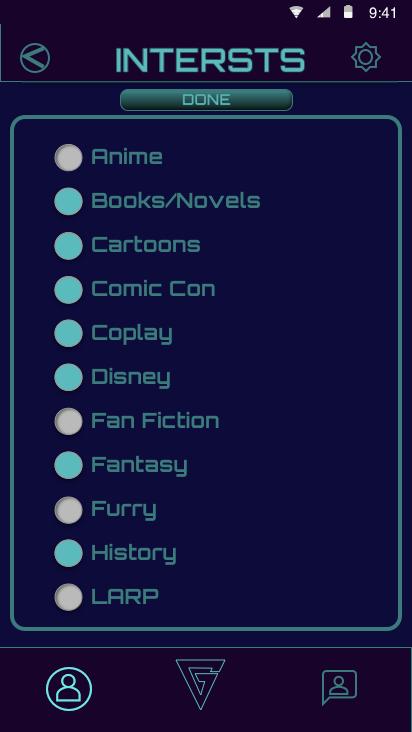 9:41
INTERSTS
DONE
Anime
Books/Novels
Cartoons
Comic Con
Coplay
Disney
Fan Fiction
Fantasy
Furry
History
LARP